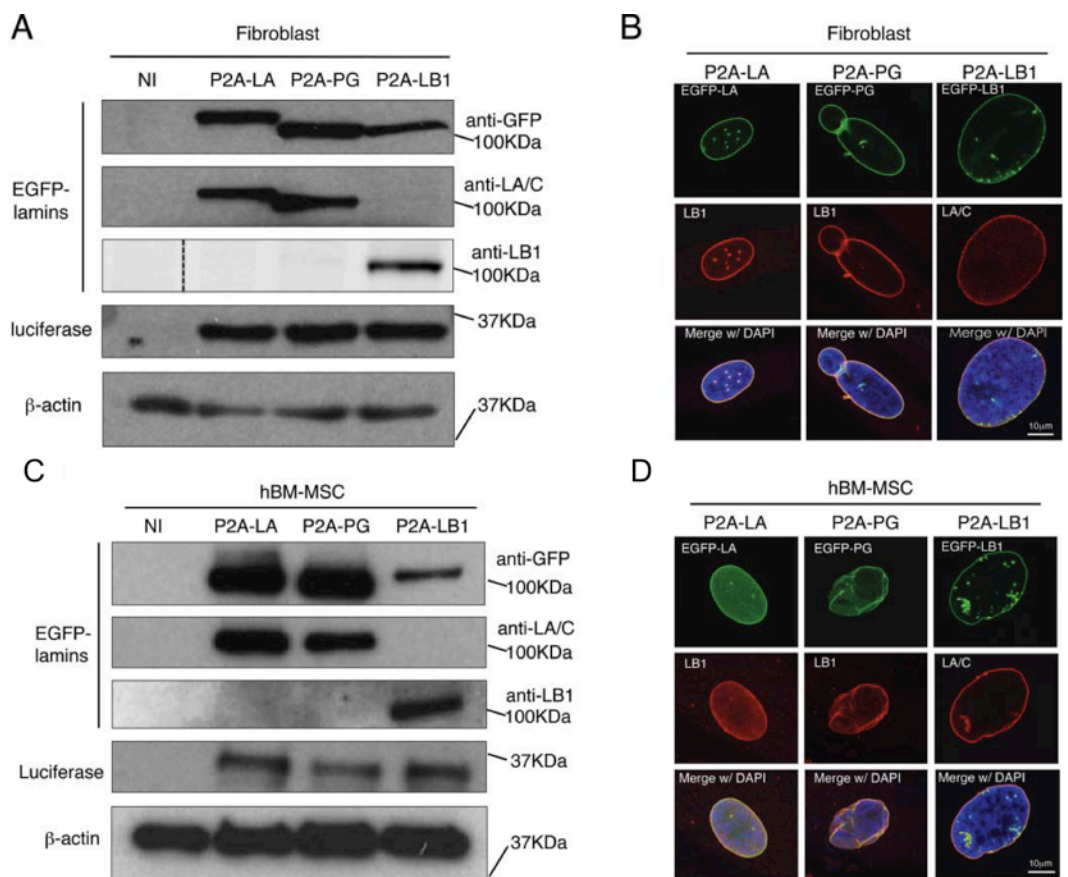 A
Fibroblast
NI P2A-LA P2A-PG P2A-LB1
EGFP-
lamins
anti-GFP
100KDa
anti-LA/C
100KDa
anti-LB1
100KDa
luciferase
37KDa
β-actin
37KDa
B
Fibroblast
P2A-LA P2A-PG P2A-LB1
EGFP-LA EGFP-PG EGFP-LB1
LB1 LB1 LA/C
Merge w/ DAPI Merge w/ DAPI Merge w/ DAPI
10μm
C
hBM-MSC
NI P2A-LA P2A-PG P2A-LB1
EGFP-
lamins
anti-GFP
100KDa
anti-LA/C
100KDa
anti-LB1
100KDa
Luciferase
37KDa
β-actin
37KDa
D
hBM-MSC
P2A-LA P2A-PG P2A-LB1
EGFP-LA EGFP-PG EGFP-LB1
LB1 LB1 LA/C
Merge w/ DAPI Merge w/ DAPI Merge w/ DAPI
10μm